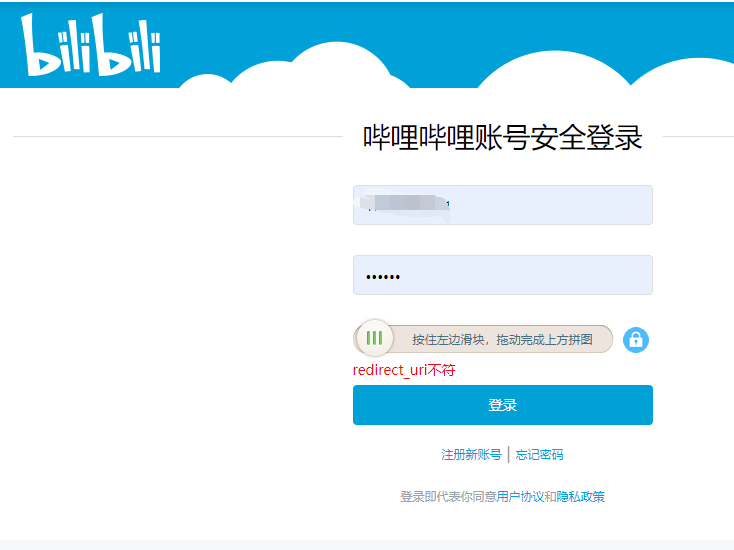 bilibili
哔哩哔哩账号安全登录
••••••
按住左边滑块，拖动完成上方拼图
redirect_uri不符
登录
注册新账号 | 忘记密码
登录即代表你同意用户协议和隐私政策